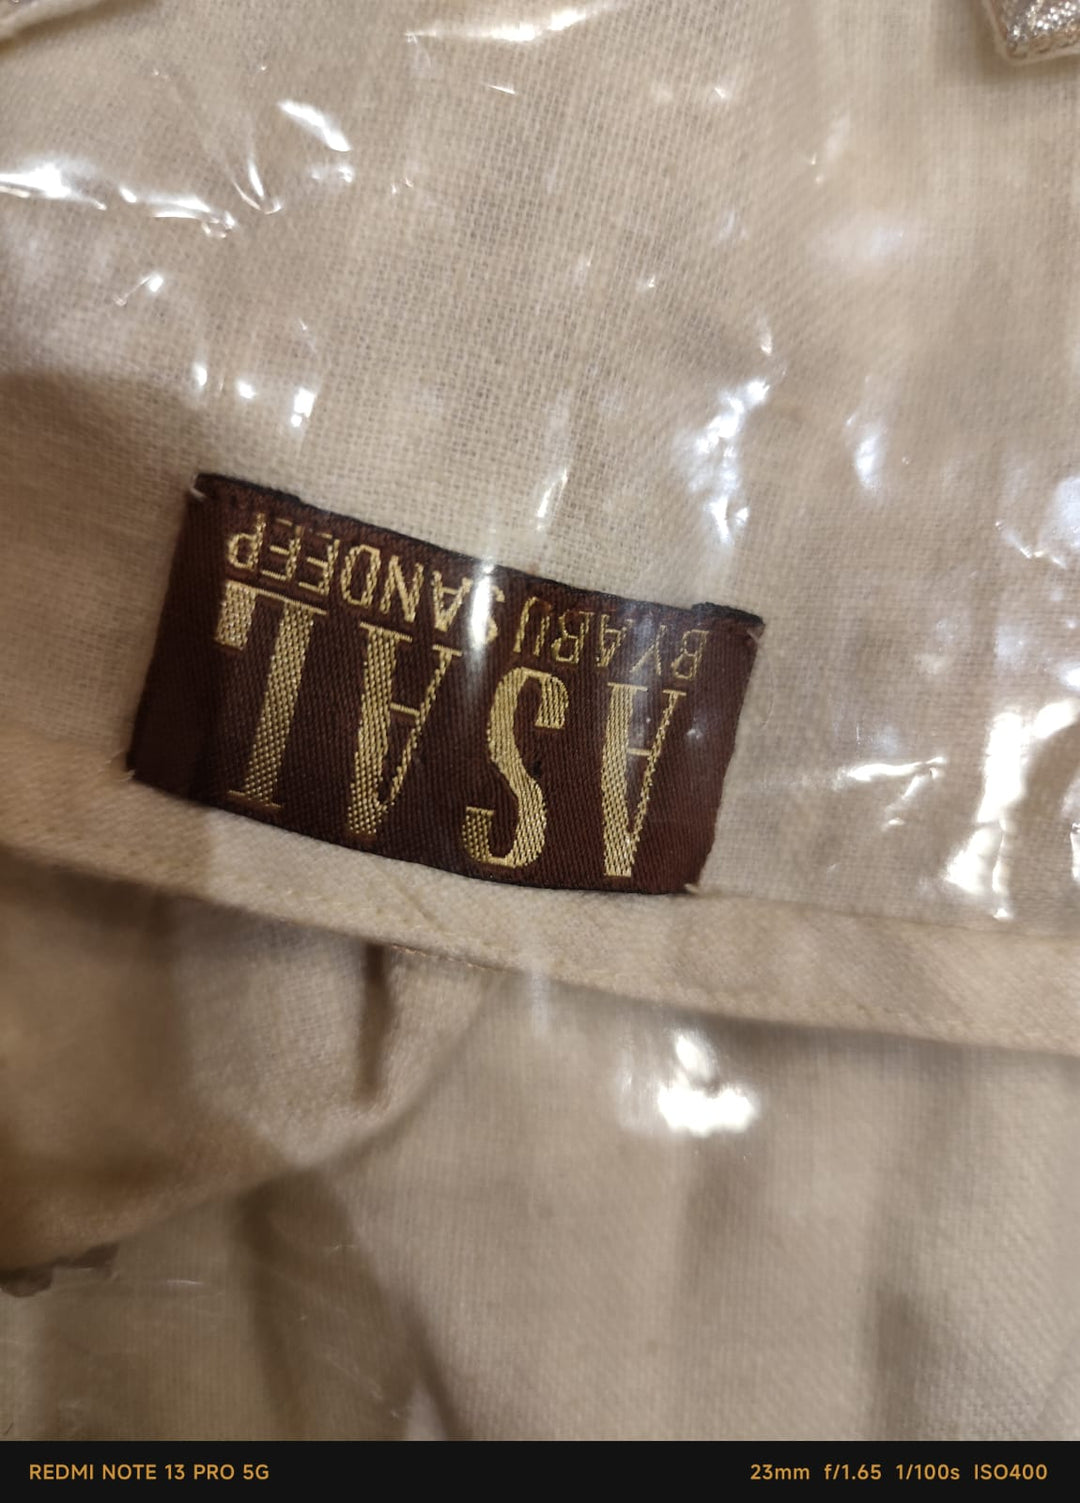 ASAL
BY ABU SANDEEP
REDMI NOTE 13 PRO 5G
23mm f/1.65 1/100s ISO400